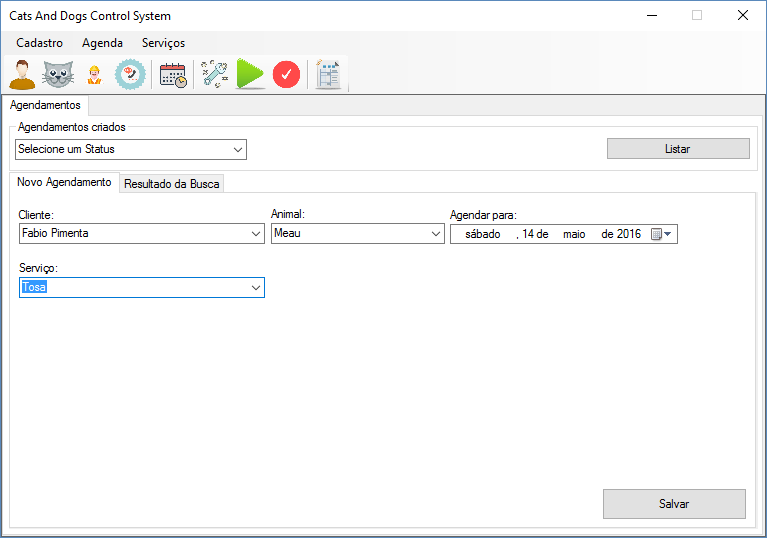 Cats And Dogs Control System
Cadastro Agenda Serviços
Agendamentos
Agendamentos criados
Selecione um Status Listar
Novo Agendamento Resultado da Busca
Cliente: Animal: Agendar para:
Fabio Pimenta Meau sábado , 14 de maio de 2016
Serviço:
Tosa
Salvar